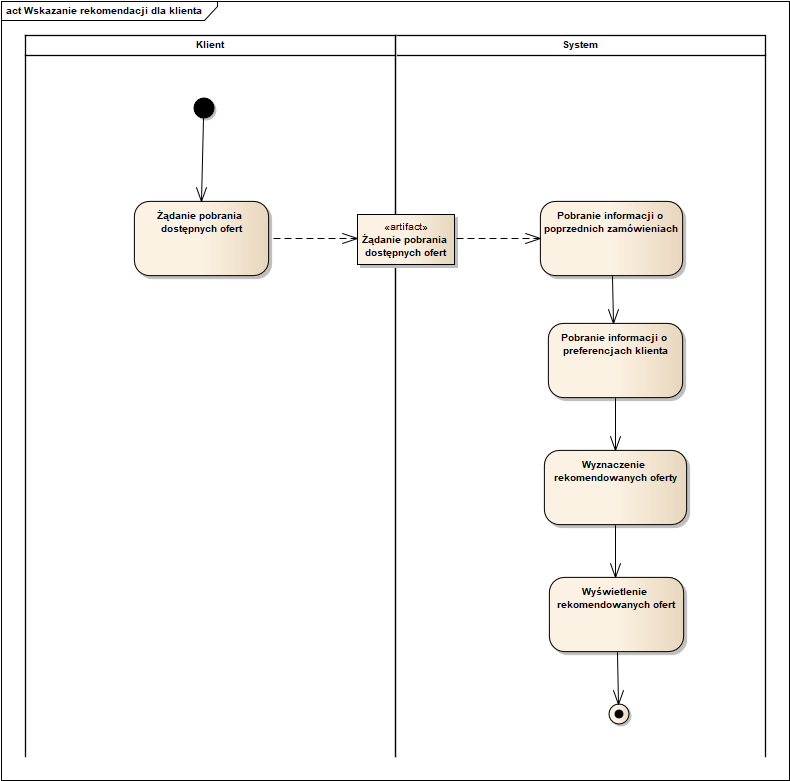 act Wskazanie rekomendacji dla klienta
Klient
System
Żądanie pobrania
dostępnych ofert
«artifact»
Żądanie pobrania
dostępnych ofert
Pobranie informacji o
poprzednich zamówieniach
Pobranie informacji o
preferencjach klienta
Wyznaczenie
rekomendowanych oferty
Wyświetlenie
rekomendowanych ofert